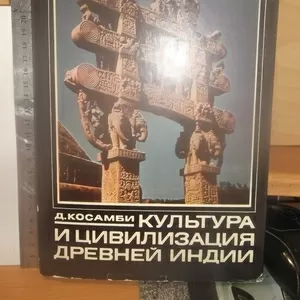 Д.КОСАМБИ КУЛЬТУРА
И ЦИВИЛИЗАЦИЯ
ДРЕВНЕЙ ИНДИИ